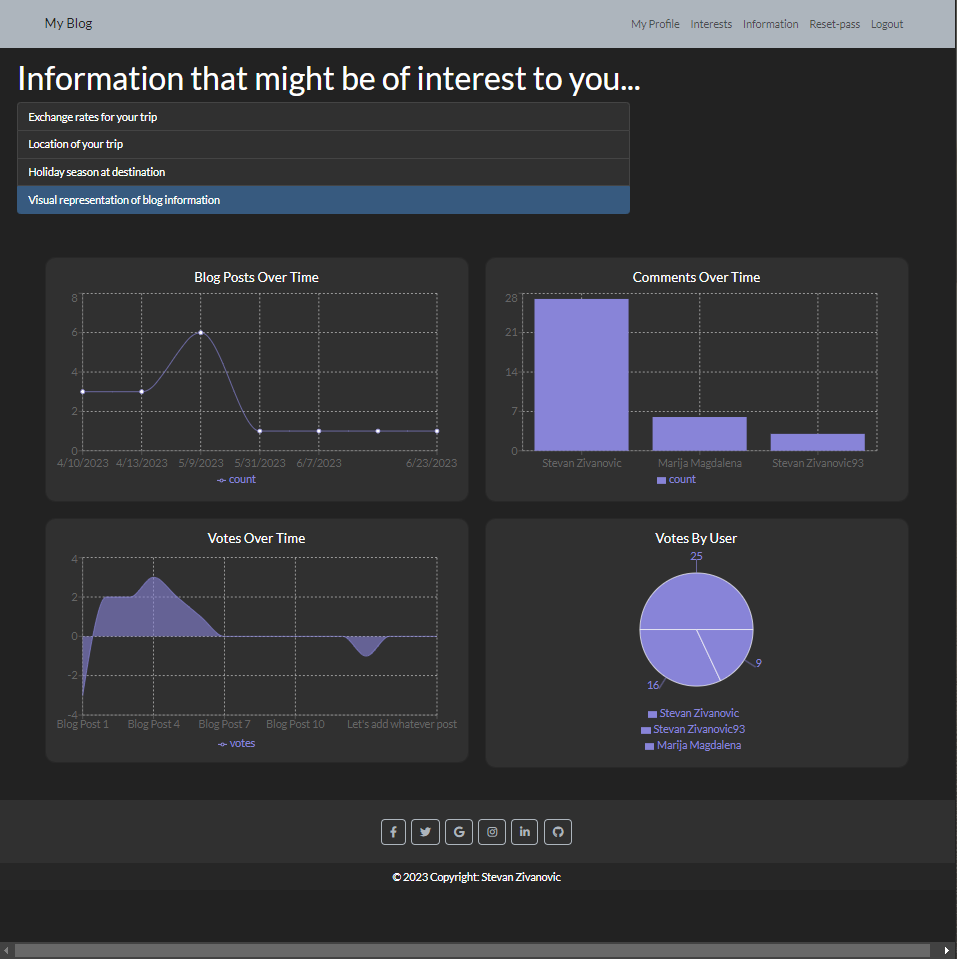 My Blog
My Profile Interests Information Reset-pass Logout
Information that might be of interest to you...
Exchange rates for your trip
Location of your trip
Holiday season at destination
Visual representation of blog information
Blog Posts Over Time
8
6
4
2
0
4/10/2023 4/13/2023 5/9/2023 5/31/2023 6/7/2023 6/23/2023
count
Comments Over Time
28
21
14
7
0
Stevan Zivanovic Marija Magdalena Stevan Zivanovic93
count
Votes Over Time
4
2
0
-2
-4
Blog Post 1 Blog Post 4 Blog Post 7 Blog Post 10 Let's add whatever post
votes
Votes By User
25
9
16
Stevan Zivanovic
Stevan Zivanovic93
Marija Magdalena
© 2023 Copyright: Stevan Zivanovic